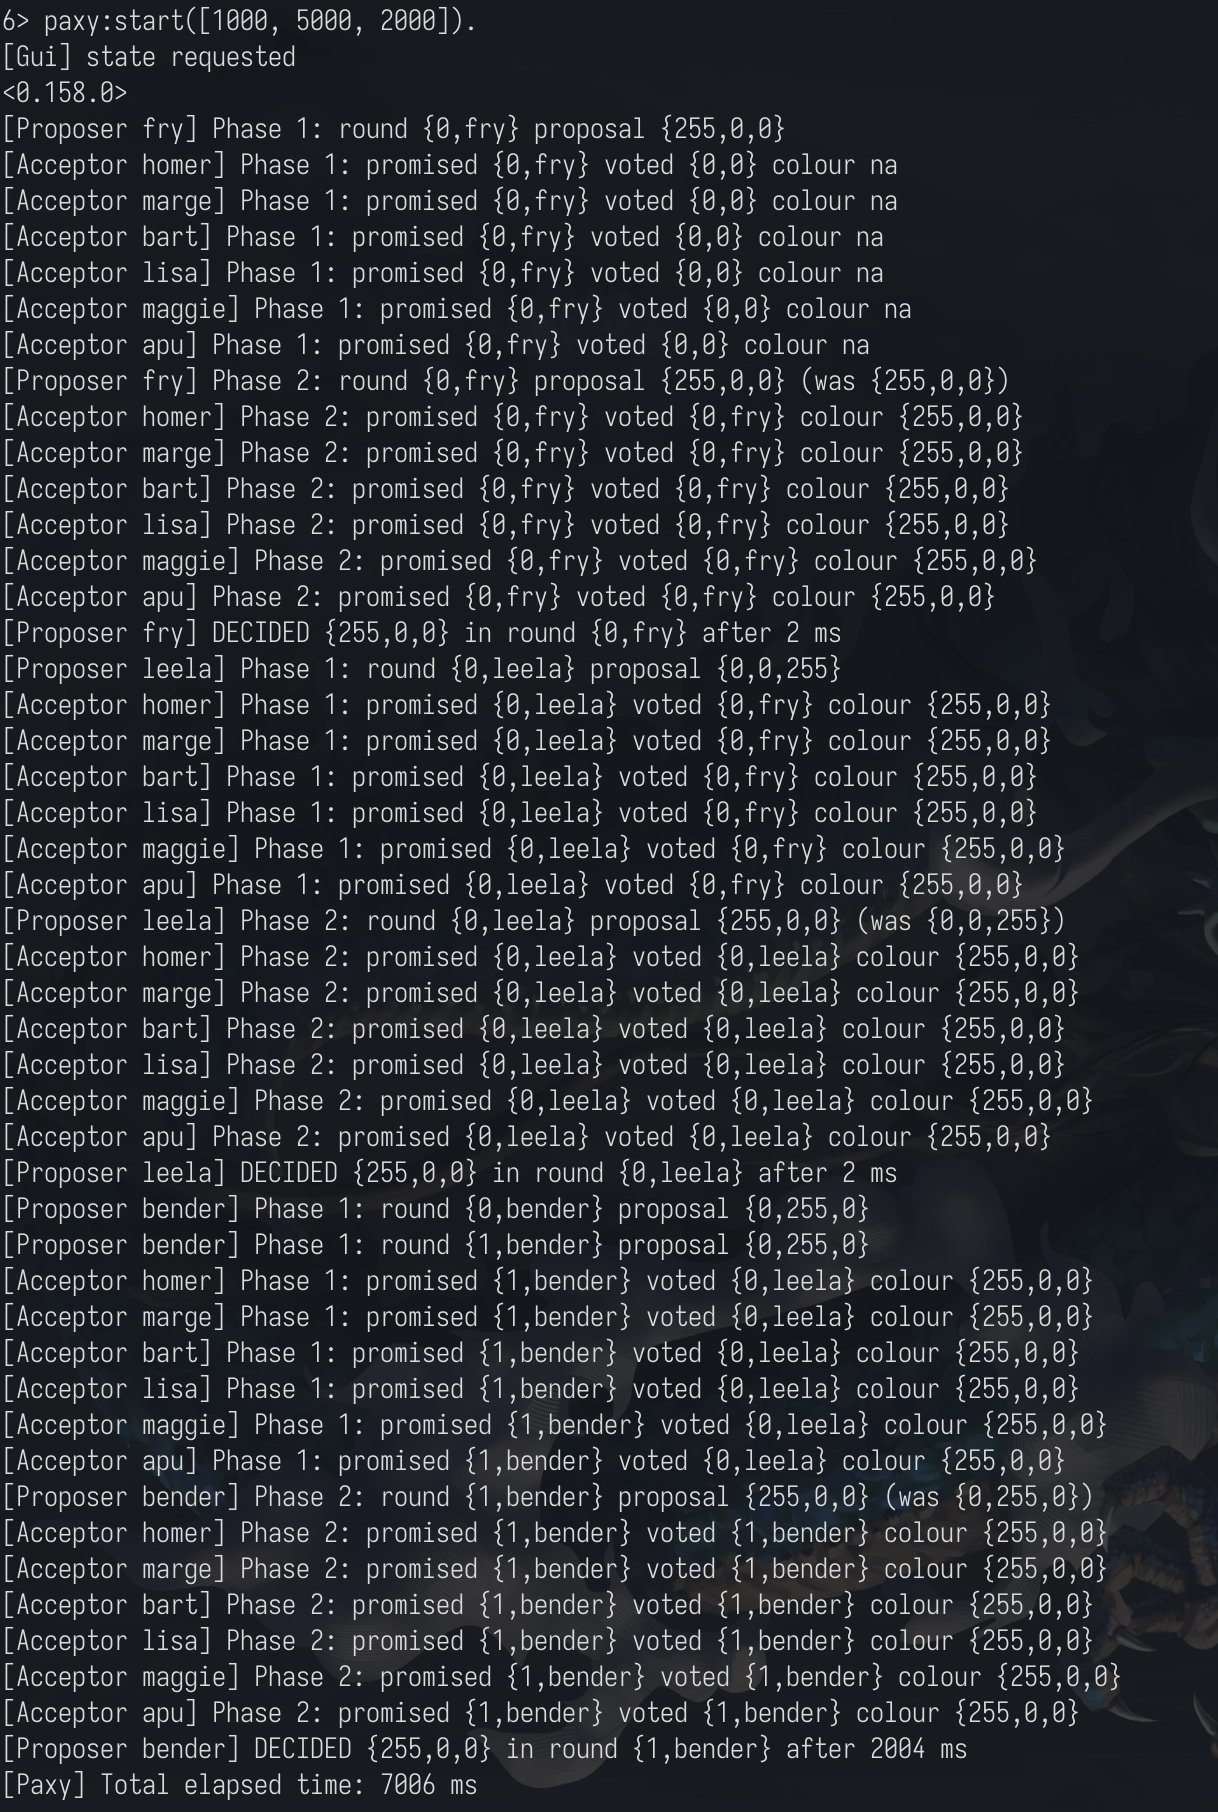 6> paxy:start([1000, 5000, 2000]).
[Gui] state requested
<0.158.0>
[Proposer fry] Phase 1: round {0,fry} proposal {255,0,0}
[Acceptor homer] Phase 1: promised {0,fry} voted {0,0} colour na
[Acceptor marge] Phase 1: promised {0,fry} voted {0,0} colour na
[Acceptor bart] Phase 1: promised {0,fry} voted {0,0} colour na
[Acceptor lisa] Phase 1: promised {0,fry} voted {0,0} colour na
[Acceptor maggie] Phase 1: promised {0,fry} voted {0,0} colour na
[Acceptor apu] Phase 1: promised {0,fry} voted {0,0} colour na
[Proposer fry] Phase 2: round {0,fry} proposal {255,0,0} (was {255,0,0})
[Acceptor homer] Phase 2: promised {0,fry} voted {0,fry} colour {255,0,0}
[Acceptor marge] Phase 2: promised {0,fry} voted {0,fry} colour {255,0,0}
[Acceptor bart] Phase 2: promised {0,fry} voted {0,fry} colour {255,0,0}
[Acceptor lisa] Phase 2: promised {0,fry} voted {0,fry} colour {255,0,0}
[Acceptor maggie] Phase 2: promised {0,fry} voted {0,fry} colour {255,0,0}
[Acceptor apu] Phase 2: promised {0,fry} voted {0,fry} colour {255,0,0}
[Proposer fry] DECIDED {255,0,0} in round {0,fry} after 2 ms
[Proposer leela] Phase 1: round {0,leela} proposal {0,0,255}
[Acceptor homer] Phase 1: promised {0,leela} voted {0,fry} colour {255,0,0}
[Acceptor marge] Phase 1: promised {0,leela} voted {0,fry} colour {255,0,0}
[Acceptor bart] Phase 1: promised {0,leela} voted {0,fry} colour {255,0,0}
[Acceptor lisa] Phase 1: promised {0,leela} voted {0,fry} colour {255,0,0}
[Acceptor maggie] Phase 1: promised {0,leela} voted {0,fry} colour {255,0,0}
[Acceptor apu] Phase 1: promised {0,leela} voted {0,fry} colour {255,0,0}
[Proposer leela] Phase 2: round {0,leela} proposal {255,0,0} (was {0,0,255})
[Acceptor homer] Phase 2: promised {0,leela} voted {0,leela} colour {255,0,0}
[Acceptor marge] Phase 2: promised {0,leela} voted {0,leela} colour {255,0,0}
[Acceptor bart] Phase 2: promised {0,leela} voted {0,leela} colour {255,0,0}
[Acceptor lisa] Phase 2: promised {0,leela} voted {0,leela} colour {255,0,0}
[Acceptor maggie] Phase 2: promised {0,leela} voted {0,leela} colour {255,0,0}
[Acceptor apu] Phase 2: promised {0,leela} voted {0,leela} colour {255,0,0}
[Proposer leela] DECIDED {255,0,0} in round {0,leela} after 2 ms
[Proposer bender] Phase 1: round {0,bender} proposal {0,255,0}
[Proposer bender] Phase 1: round {1,bender} proposal {0,255,0}
[Acceptor homer] Phase 1: promised {1,bender} voted {0,leela} colour {255,0,0}
[Acceptor marge] Phase 1: promised {1,bender} voted {0,leela} colour {255,0,0}
[Acceptor bart] Phase 1: promised {1,bender} voted {0,leela} colour {255,0,0}
[Acceptor lisa] Phase 1: promised {1,bender} voted {0,leela} colour {255,0,0}
[Acceptor maggie] Phase 1: promised {1,bender} voted {0,leela} colour {255,0,0}
[Acceptor apu] Phase 1: promised {1,bender} voted {0,leela} colour {255,0,0}
[Proposer bender] Phase 2: round {1,bender} proposal {255,0,0} (was {0,255,0})
[Acceptor homer] Phase 2: promised {1,bender} voted {1,bender} colour {255,0,0}
[Acceptor marge] Phase 2: promised {1,bender} voted {1,bender} colour {255,0,0}
[Acceptor bart] Phase 2: promised {1,bender} voted {1,bender} colour {255,0,0}
[Acceptor lisa] Phase 2: promised {1,bender} voted {1,bender} colour {255,0,0}
[Acceptor maggie] Phase 2: promised {1,bender} voted {1,bender} colour {255,0,0}
[Acceptor apu] Phase 2: promised {1,bender} voted {1,bender} colour {255,0,0}
[Proposer bender] DECIDED {255,0,0} in round {1,bender} after 2004 ms
[Paxy] Total elapsed time: 7006 ms